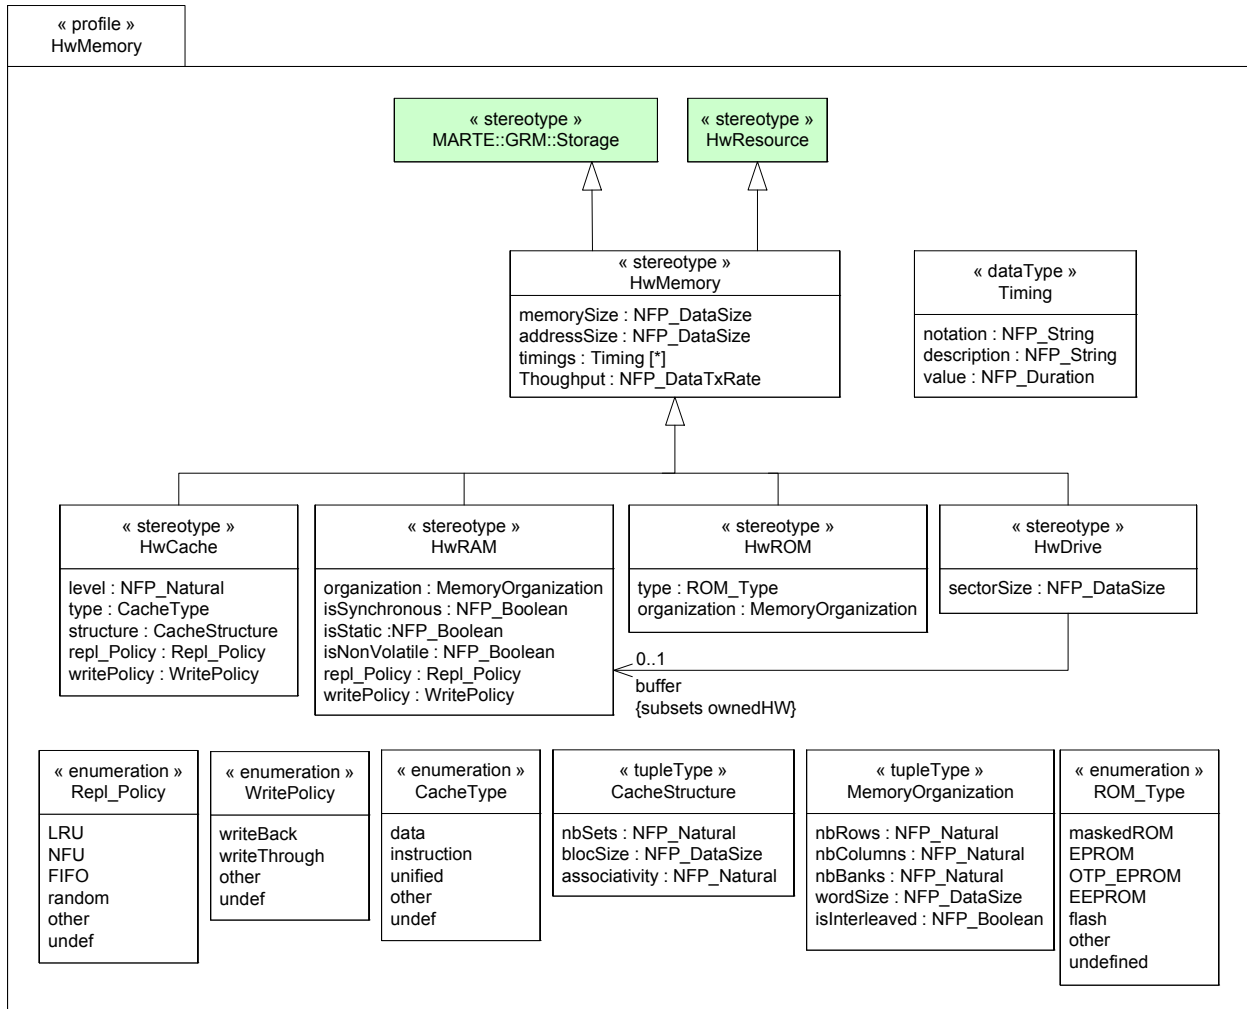 « profile »
HwMemory
« stereotype »
MARTE::GRM::Storage
« stereotype »
HwResource
« stereotype »
HwMemory
memorySize : NFP_DataSize
addressSize : NFP_DataSize
timings : Timing [*]
Thoughput : NFP_DataTxRate
« dataType »
Timing
notation : NFP_String
description : NFP_String
value : NFP_Duration
« stereotype »
HwCache
level : NFP_Natural
type : CacheType
structure : CacheStructure
repl_Policy : Repl_Policy
writePolicy : WritePolicy
« stereotype »
HwRAM
organization : MemoryOrganization
isSynchronous : NFP_Boolean
isStatic :NFP_Boolean
isNonVolatile : NFP_Boolean
repl_Policy : Repl_Policy
writePolicy : WritePolicy
« stereotype »
HwROM
type : ROM_Type
organization : MemoryOrganization
« stereotype »
HwDrive
sectorSize : NFP_DataSize
0..1
buffer
{subsets ownedHW}
« enumeration »
Repl_Policy
LRU
NFU
FIFO
random
other
undef
« enumeration »
WritePolicy
writeBack
writeThrough
other
undef
« enumeration »
CacheType
data
instruction
unified
other
undef
« tupleType »
CacheStructure
nbSets : NFP_Natural
blocSize : NFP_DataSize
associativity : NFP_Natural
« tupleType »
MemoryOrganization
nbRows : NFP_Natural
nbColumns : NFP_Natural
nbBanks : NFP_Natural
wordSize : NFP_DataSize
isInterleaved : NFP_Boolean
« enumeration »
ROM_Type
maskedROM
EPROM
OTP_EPROM
EEPROM
flash
other
undefined